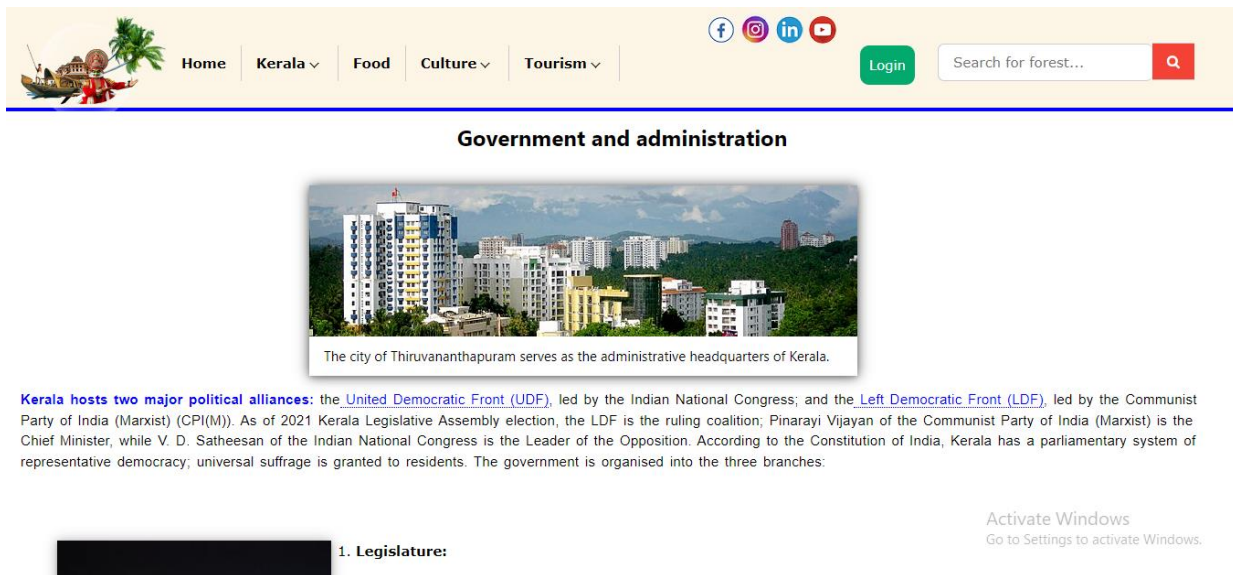 Home Kerala Food Culture Tourism Login Search for forest...
Government and administration
The city of Thiruvananthapuram serves as the administrative headquarters of Kerala.
Kerala hosts two major political alliances: the United Democratic Front (UDF), led by the Indian National Congress; and the Left Democratic Front (LDF), led by the Communist
Party of India (Marxist) (CPI(M)). As of 2021 Kerala Legislative Assembly election, the LDF is the ruling coalition; Pinarayi Vijayan of the Communist Party of India (Marxist) is the
Chief Minister, while V. D. Satheesan of the Indian National Congress is the Leader of the Opposition. According to the Constitution of India, Kerala has a parliamentary system of
representative democracy; universal suffrage is granted to residents. The government is organised into the three branches:
Activate Windows
Go to Settings to activate Windows.
1. Legislature: